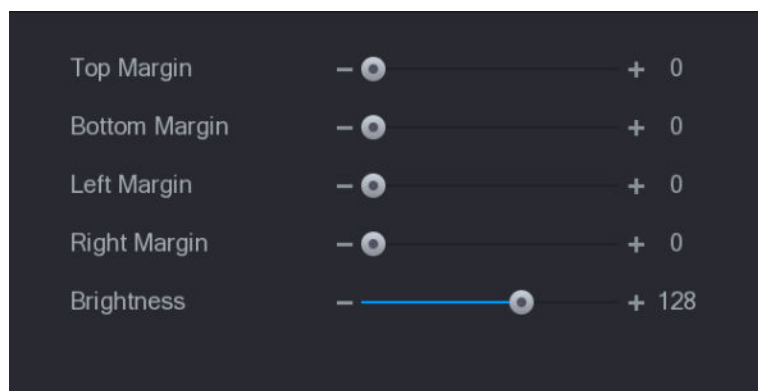 Top Margin − + 0
Bottom Margin − + 0
Left Margin − + 0
Right Margin − + 0
Brightness − + 128